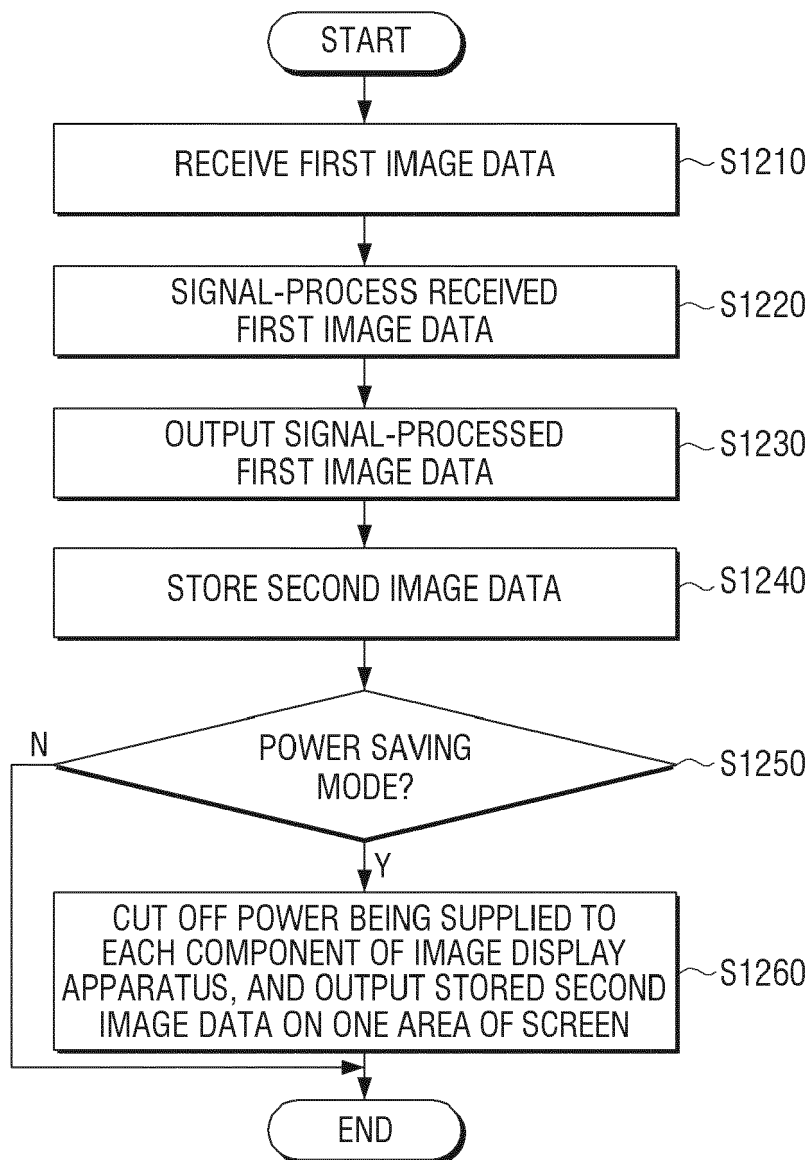 START
RECEIVE FIRST IMAGE DATA
S1210
SIGNAL-PROCESS RECEIVED
FIRST IMAGE DATA
S1220
OUTPUT SIGNAL-PROCESSED
FIRST IMAGE DATA
S1230
STORE SECOND IMAGE DATA
S1240
N
POWER SAVING
MODE?
S1250
Y
CUT OFF POWER BEING SUPPLIED TO
EACH COMPONENT OF IMAGE DISPLAY
APPARATUS, AND OUTPUT STORED SECOND
IMAGE DATA ON ONE AREA OF SCREEN
S1260
END